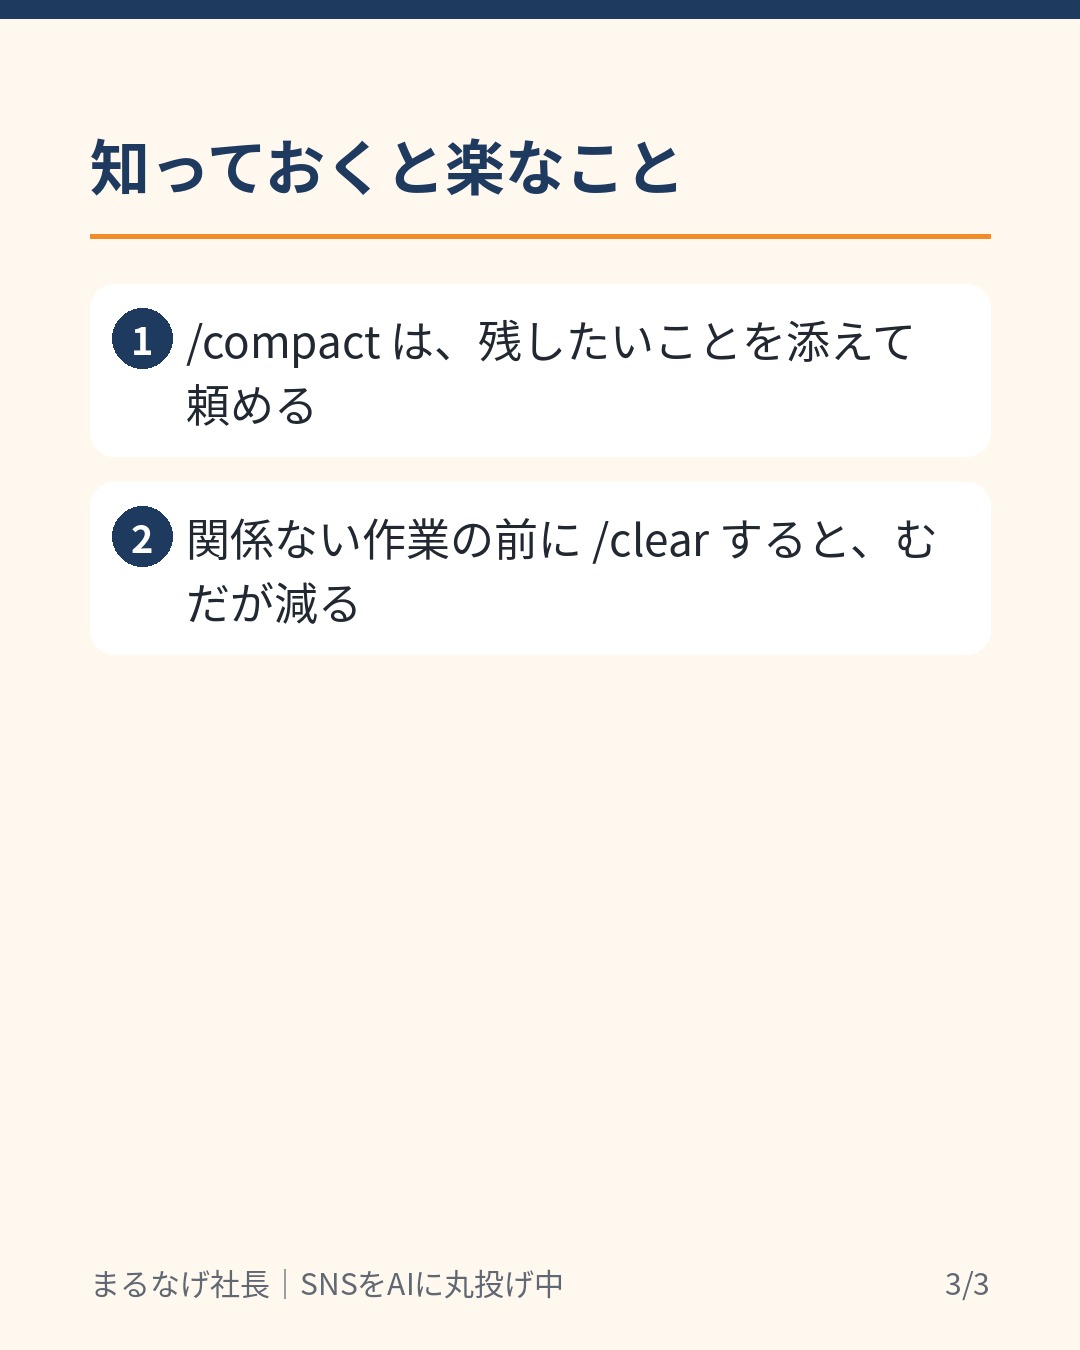 知っておくと楽なこと
1 /compact は、残したいことを添えて
頼める
2 関係ない作業の前に /clear すると、む
だが減る
まるなげ社長｜SNSをAIに丸投げ中 3/3